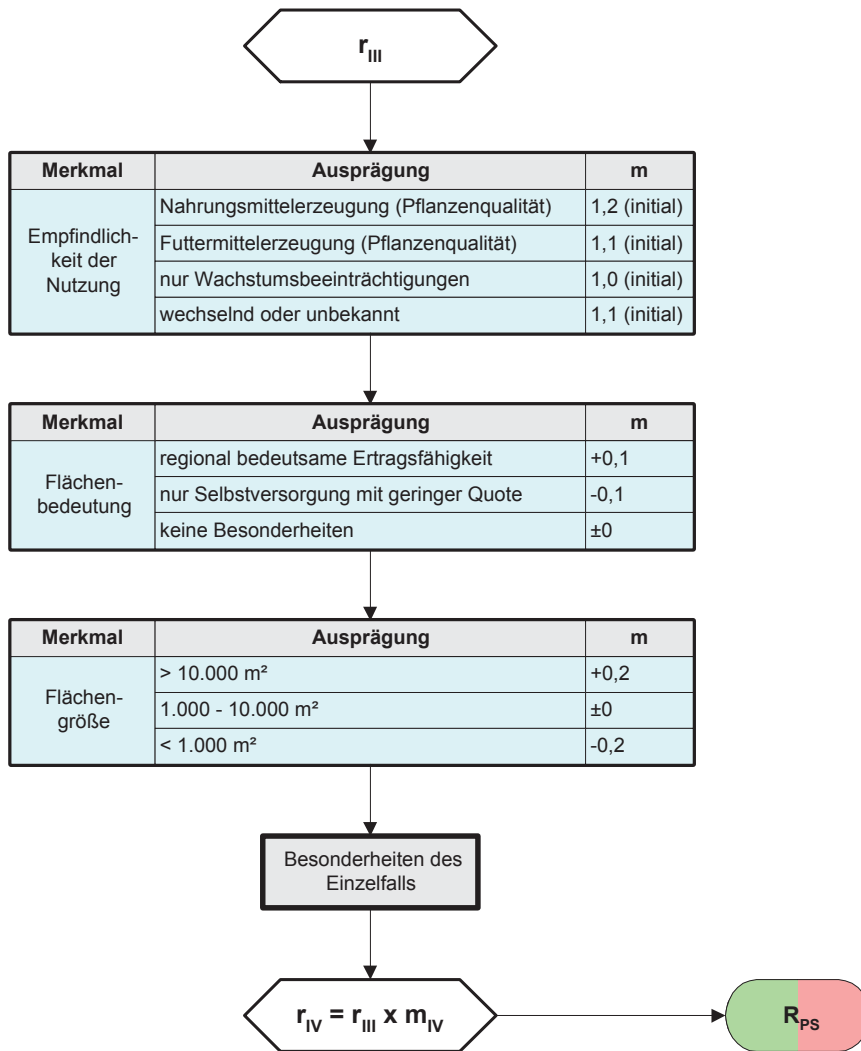 r_III
Merkmal Ausprägung m
Empfindlich-
keit der
Nutzung
Nahrungsmittelerzeugung (Pflanzenqualität) 1,2 (initial)
Futtermittelerzeugung (Pflanzenqualität) 1,1 (initial)
nur Wachstumsbeeinträchtigungen 1,0 (initial)
wechselnd oder unbekannt 1,1 (initial)
Merkmal Ausprägung m
Flächen-
bedeutung
regional bedeutsame Ertragsfähigkeit +0,1
nur Selbstversorgung mit geringer Quote -0,1
keine Besonderheiten ±0
Merkmal Ausprägung m
Flächen-
größe
> 10.000 m² +0,2
1.000 - 10.000 m² ±0
< 1.000 m² -0,2
Besonderheiten des
Einzelfalls
r_IV = r_III x m_IV
R_PS